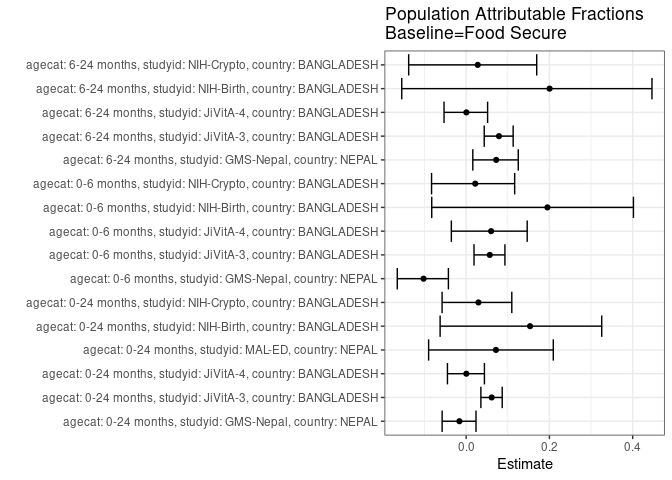 Population Attributable Fractions
Baseline=Food Secure
agecat: 6-24 months, studyid: NIH-Crypto, country: BANGLADESH
agecat: 6-24 months, studyid: NIH-Birth, country: BANGLADESH
agecat: 6-24 months, studyid: JiVitA-4, country: BANGLADESH
agecat: 6-24 months, studyid: JiVitA-3, country: BANGLADESH
agecat: 6-24 months, studyid: GMS-Nepal, country: NEPAL
agecat: 0-6 months, studyid: NIH-Crypto, country: BANGLADESH
agecat: 0-6 months, studyid: NIH-Birth, country: BANGLADESH
agecat: 0-6 months, studyid: JiVitA-4, country: BANGLADESH
agecat: 0-6 months, studyid: JiVitA-3, country: BANGLADESH
agecat: 0-6 months, studyid: GMS-Nepal, country: NEPAL
agecat: 0-24 months, studyid: NIH-Crypto, country: BANGLADESH
agecat: 0-24 months, studyid: NIH-Birth, country: BANGLADESH
agecat: 0-24 months, studyid: MAL-ED, country: NEPAL
agecat: 0-24 months, studyid: JiVitA-4, country: BANGLADESH
agecat: 0-24 months, studyid: JiVitA-3, country: BANGLADESH
agecat: 0-24 months, studyid: GMS-Nepal, country: NEPAL
0.0 0.2 0.4
Estimate